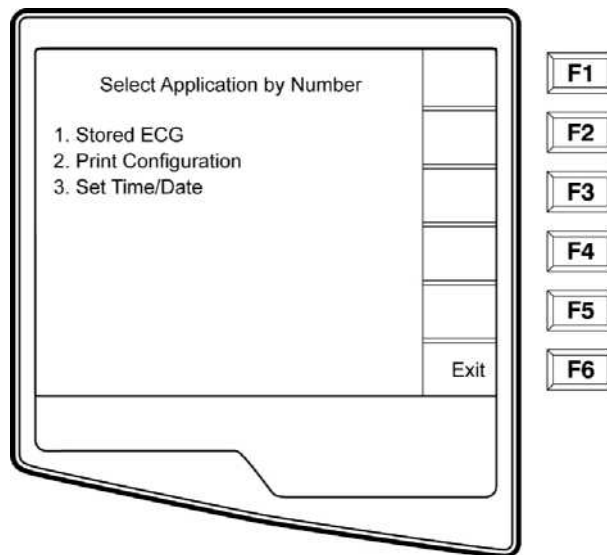 Select Application by Number
1. Stored ECG
2. Print Configuration
3. Set Time/Date
Exit
F1
F2
F3
F4
F5
F6